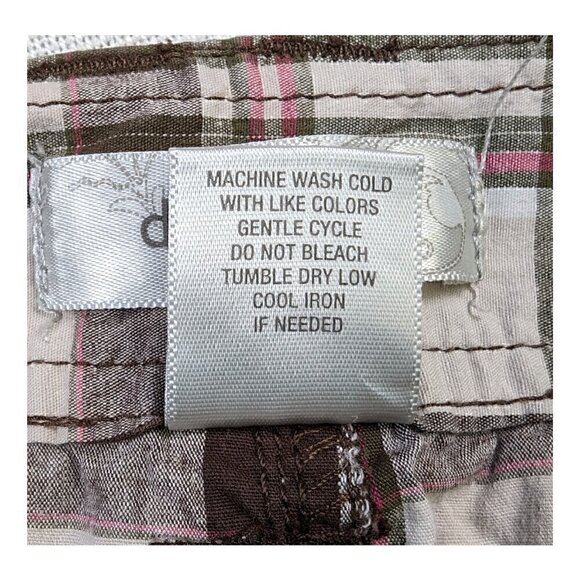 MACHINE WASH COLD
WITH LIKE COLORS
GENTLE CYCLE
DO NOT BLEACH
TUMBLE DRY LOW
COOL IRON
IF NEEDED